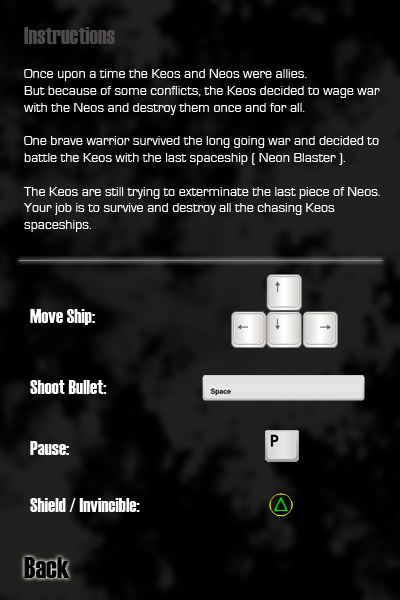 Instructions
Once upon a time the Keos and Neos were allies.
But because of some conflicts, the Keos decided to wage war
with the Neos and destroy them once and for all.
One brave warrior survived the long going war and decided to
battle the Keos with the last spaceship [ Neon Blaster ].
The Keos are still trying to exterminate the last piece of Neos.
Your job is to survive and destroy all the chasing Keos
spaceships.
Move Ship:
↑
← ↓ →
Shoot Bullet:
Space
Pause:
P
Shield / Invincible:
Back